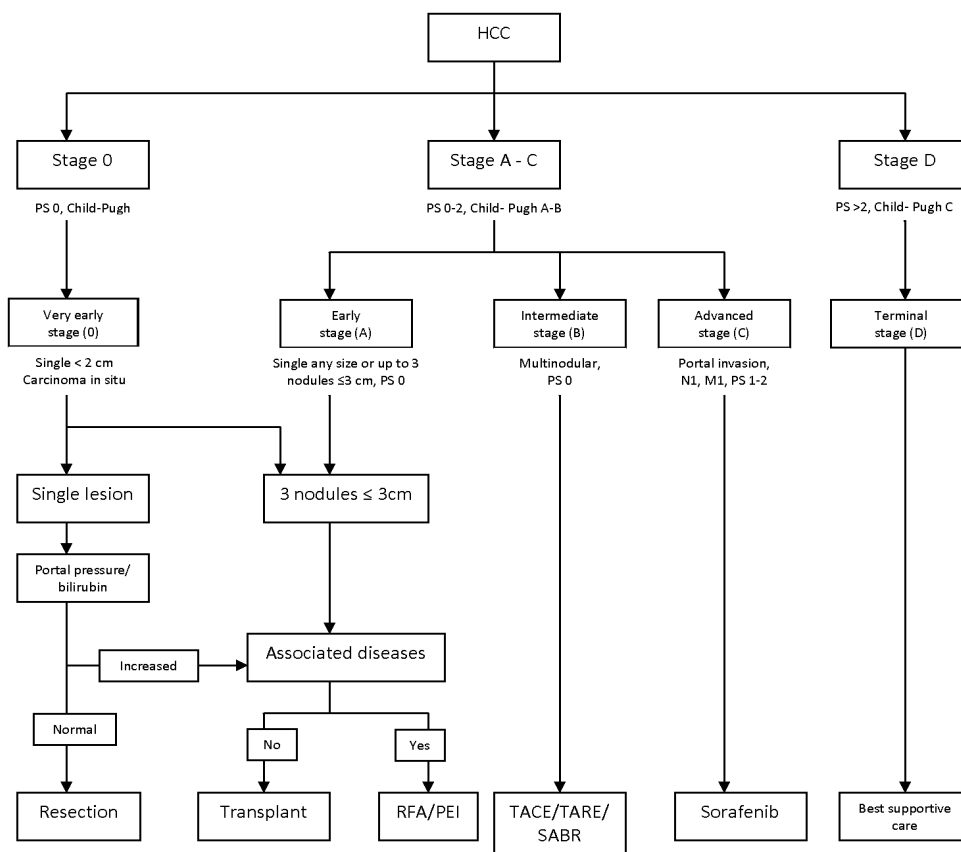 HCC
Stage 0
Stage A - C
Stage D
PS 0, Child-Pugh
PS 0-2, Child- Pugh A-B
PS >2, Child- Pugh C
Very early
stage (0)
Early
stage (A)
Intermediate
stage (B)
Advanced
stage (C)
Terminal
stage (D)
Single < 2 cm
Carcinoma in situ
Single any size or up to 3
nodules ≤3 cm, PS 0
Multinodular,
PS 0
Portal invasion,
N1, M1, PS 1-2
Single lesion
3 nodules ≤ 3cm
Portal pressure/
bilirubin
Associated diseases
Increased
Normal
No
Yes
Resection
Transplant
RFA/PEI
TACE/TARE/
SABR
Sorafenib
Best supportive
care